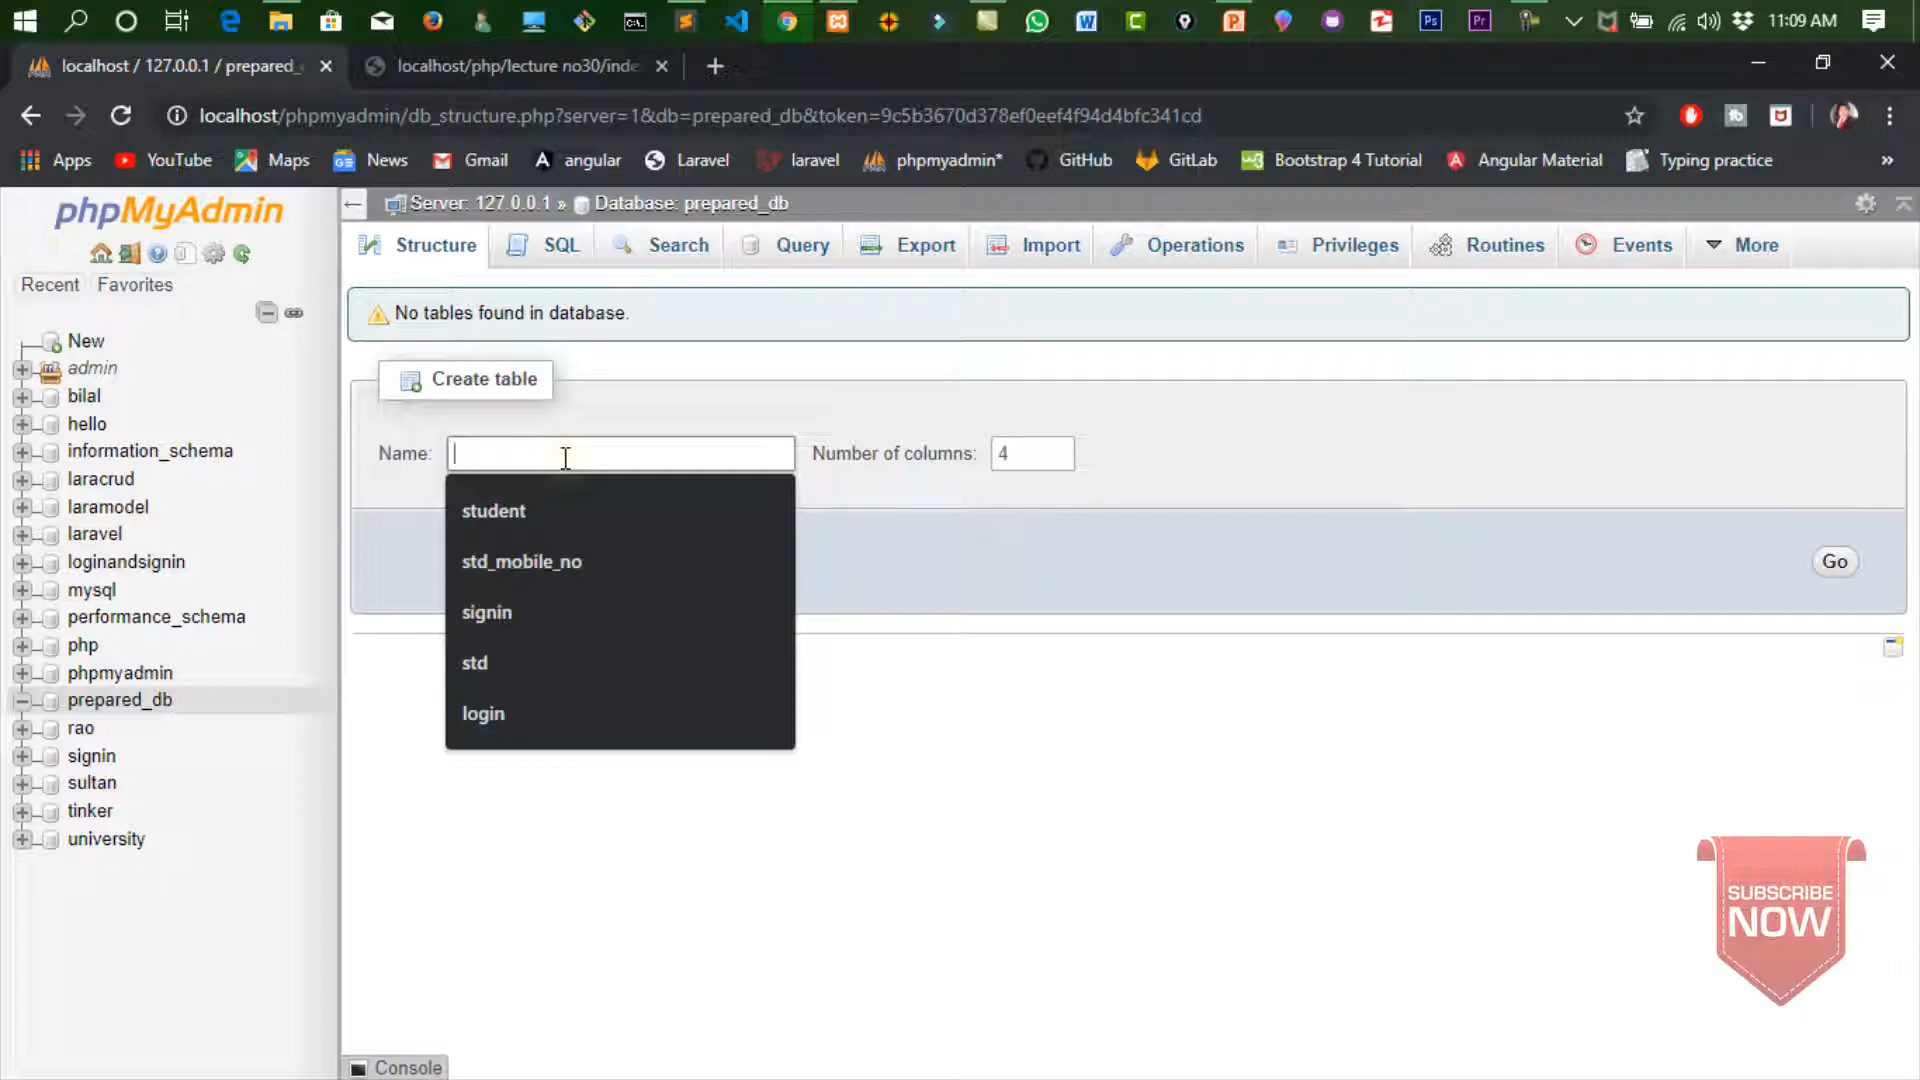 11:09 AM
localhost / 127.0.0.1 / prepared_
localhost/php/lecture no30/inde
localhost/phpmyadmin/db_structure.php?server=1&db=prepared_db&token=9c5b3670d378ef0eef4f94d4bfc341cd
Apps YouTube Maps News Gmail angular Laravel laravel phpmyadmin* GitHub GitLab Bootstrap 4 Tutorial Angular Material Typing practice »
phpMyAdmin
Recent Favorites
New
admin
bilal
hello
information_schema
laracrud
laramodel
laravel
loginandsignin
mysql
performance_schema
php
phpmyadmin
prepared_db
rao
signin
sultan
tinker
university
Server: 127.0.0.1 » Database: prepared_db
Structure SQL Search Query Export Import Operations Privileges Routines Events More
No tables found in database.
Create table
Name: Number of columns: 4
student
std_mobile_no
signin
std
login
Go
SUBSCRIBE
NOW
Console